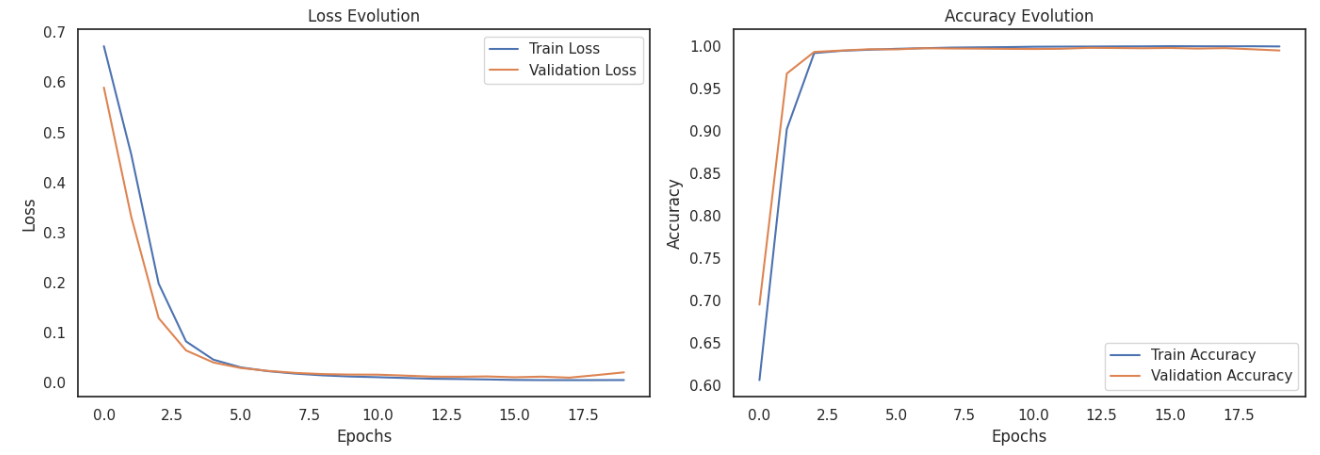 Loss Evolution
0.7
0.6
0.5
0.4
0.3
0.2
0.1
0.0
Loss
Train Loss
Validation Loss
0.0 2.5 5.0 7.5 10.0 12.5 15.0 17.5
Epochs
Accuracy Evolution
1.00
0.95
0.90
0.85
0.80
0.75
0.70
0.65
0.60
Accuracy
Train Accuracy
Validation Accuracy
0.0 2.5 5.0 7.5 10.0 12.5 15.0 17.5
Epochs